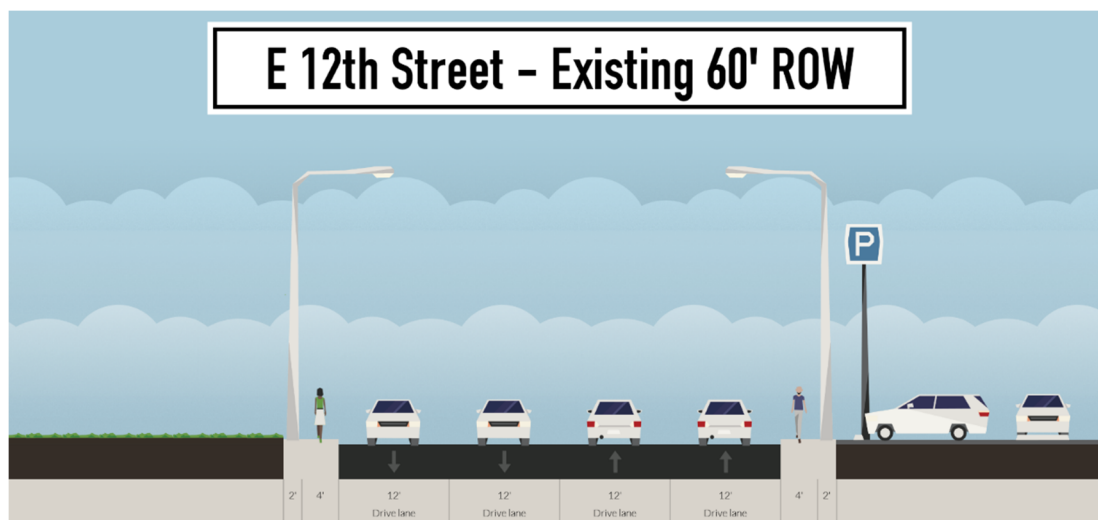 E 12th Street - Existing 60' ROW
P
2' 4' 12' 12' 12' 12' 4' 2'
Drive lane Drive lane Drive lane Drive lane